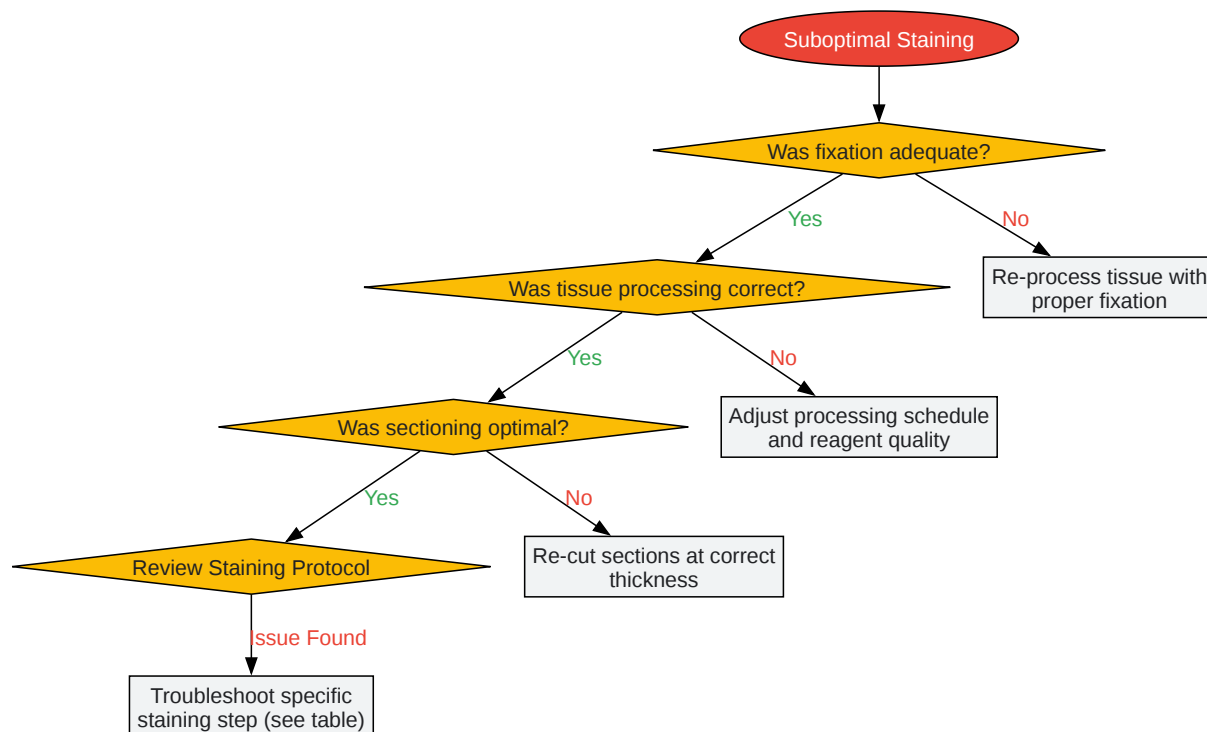 Suboptimal Staining
Was fixation adequate?
Yes
No
Was tissue processing correct?
Re-process tissue with
proper fixation
Yes
No
Was sectioning optimal?
Adjust processing schedule
and reagent quality
Yes
No
Review Staining Protocol
Re-cut sections at correct
thickness
Issue Found
Troubleshoot specific
staining step (see table)